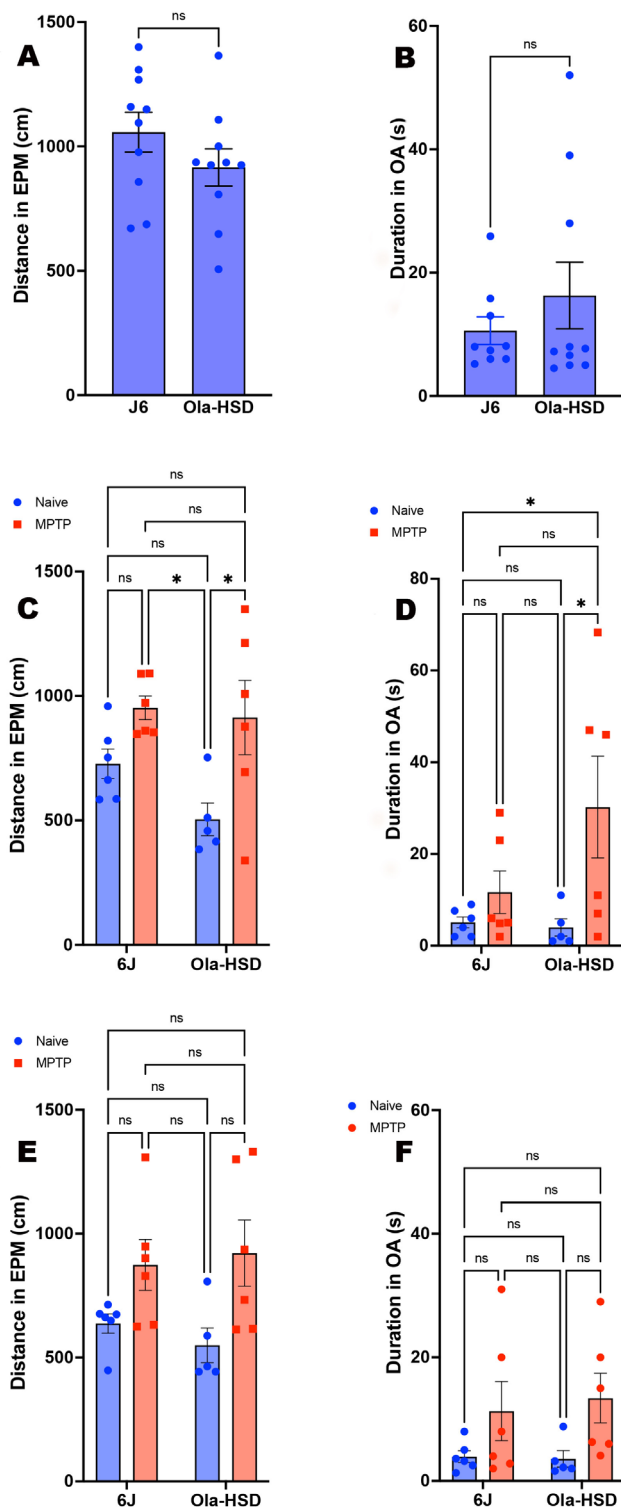 A
Distance in EPM (cm)
1500
1000
500
0
ns
J6
Ola-HSD
B
Duration in OA (s)
60
40
20
0
ns
J6
Ola-HSD
Naive
MPTP
C
Distance in EPM (cm)
1500
1000
500
0
ns
ns
ns
ns
*
*
6J
Ola-HSD
Naive
MPTP
D
Duration in OA (s)
80
60
40
20
0
*
ns
ns
ns
ns
*
6J
Ola-HSD
Naive
MPTP
E
Distance in EPM (cm)
1500
1000
500
0
ns
ns
ns
ns
ns
ns
6J
Ola-HSD
Naive
MPTP
F
Duration in OA (s)
60
40
20
0
ns
ns
ns
ns
ns
ns
6J
Ola-HSD